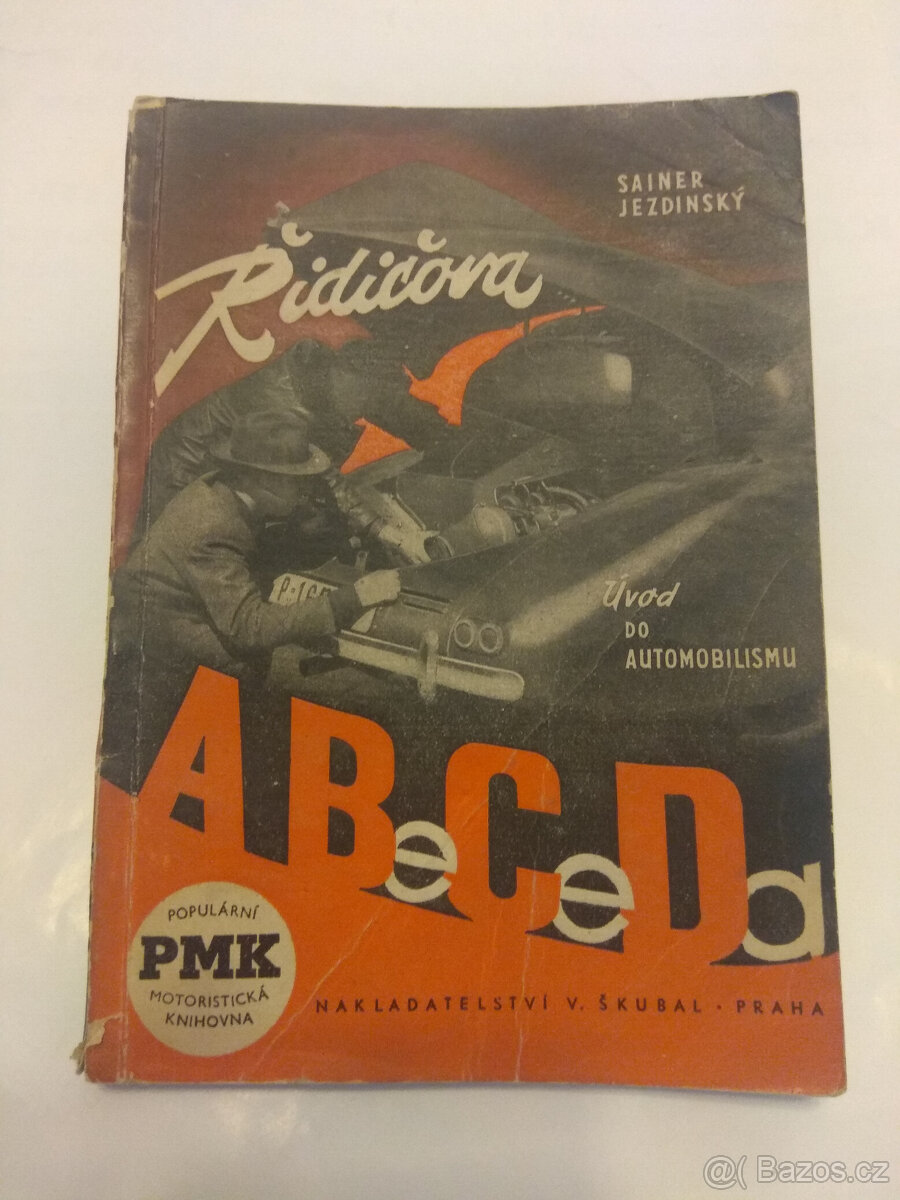 SAINER
JEZDINSKÝ
Řidičova
Úvod
DO
AUTOMOBILISMU
ABeCeDa
POPULÁRNÍ
PMK
MOTORISTICKÁ
KNIHOVNA
NAKLADATELSTVÍ V. ŠKUBAL · PRAHA
@( Bazos.cz